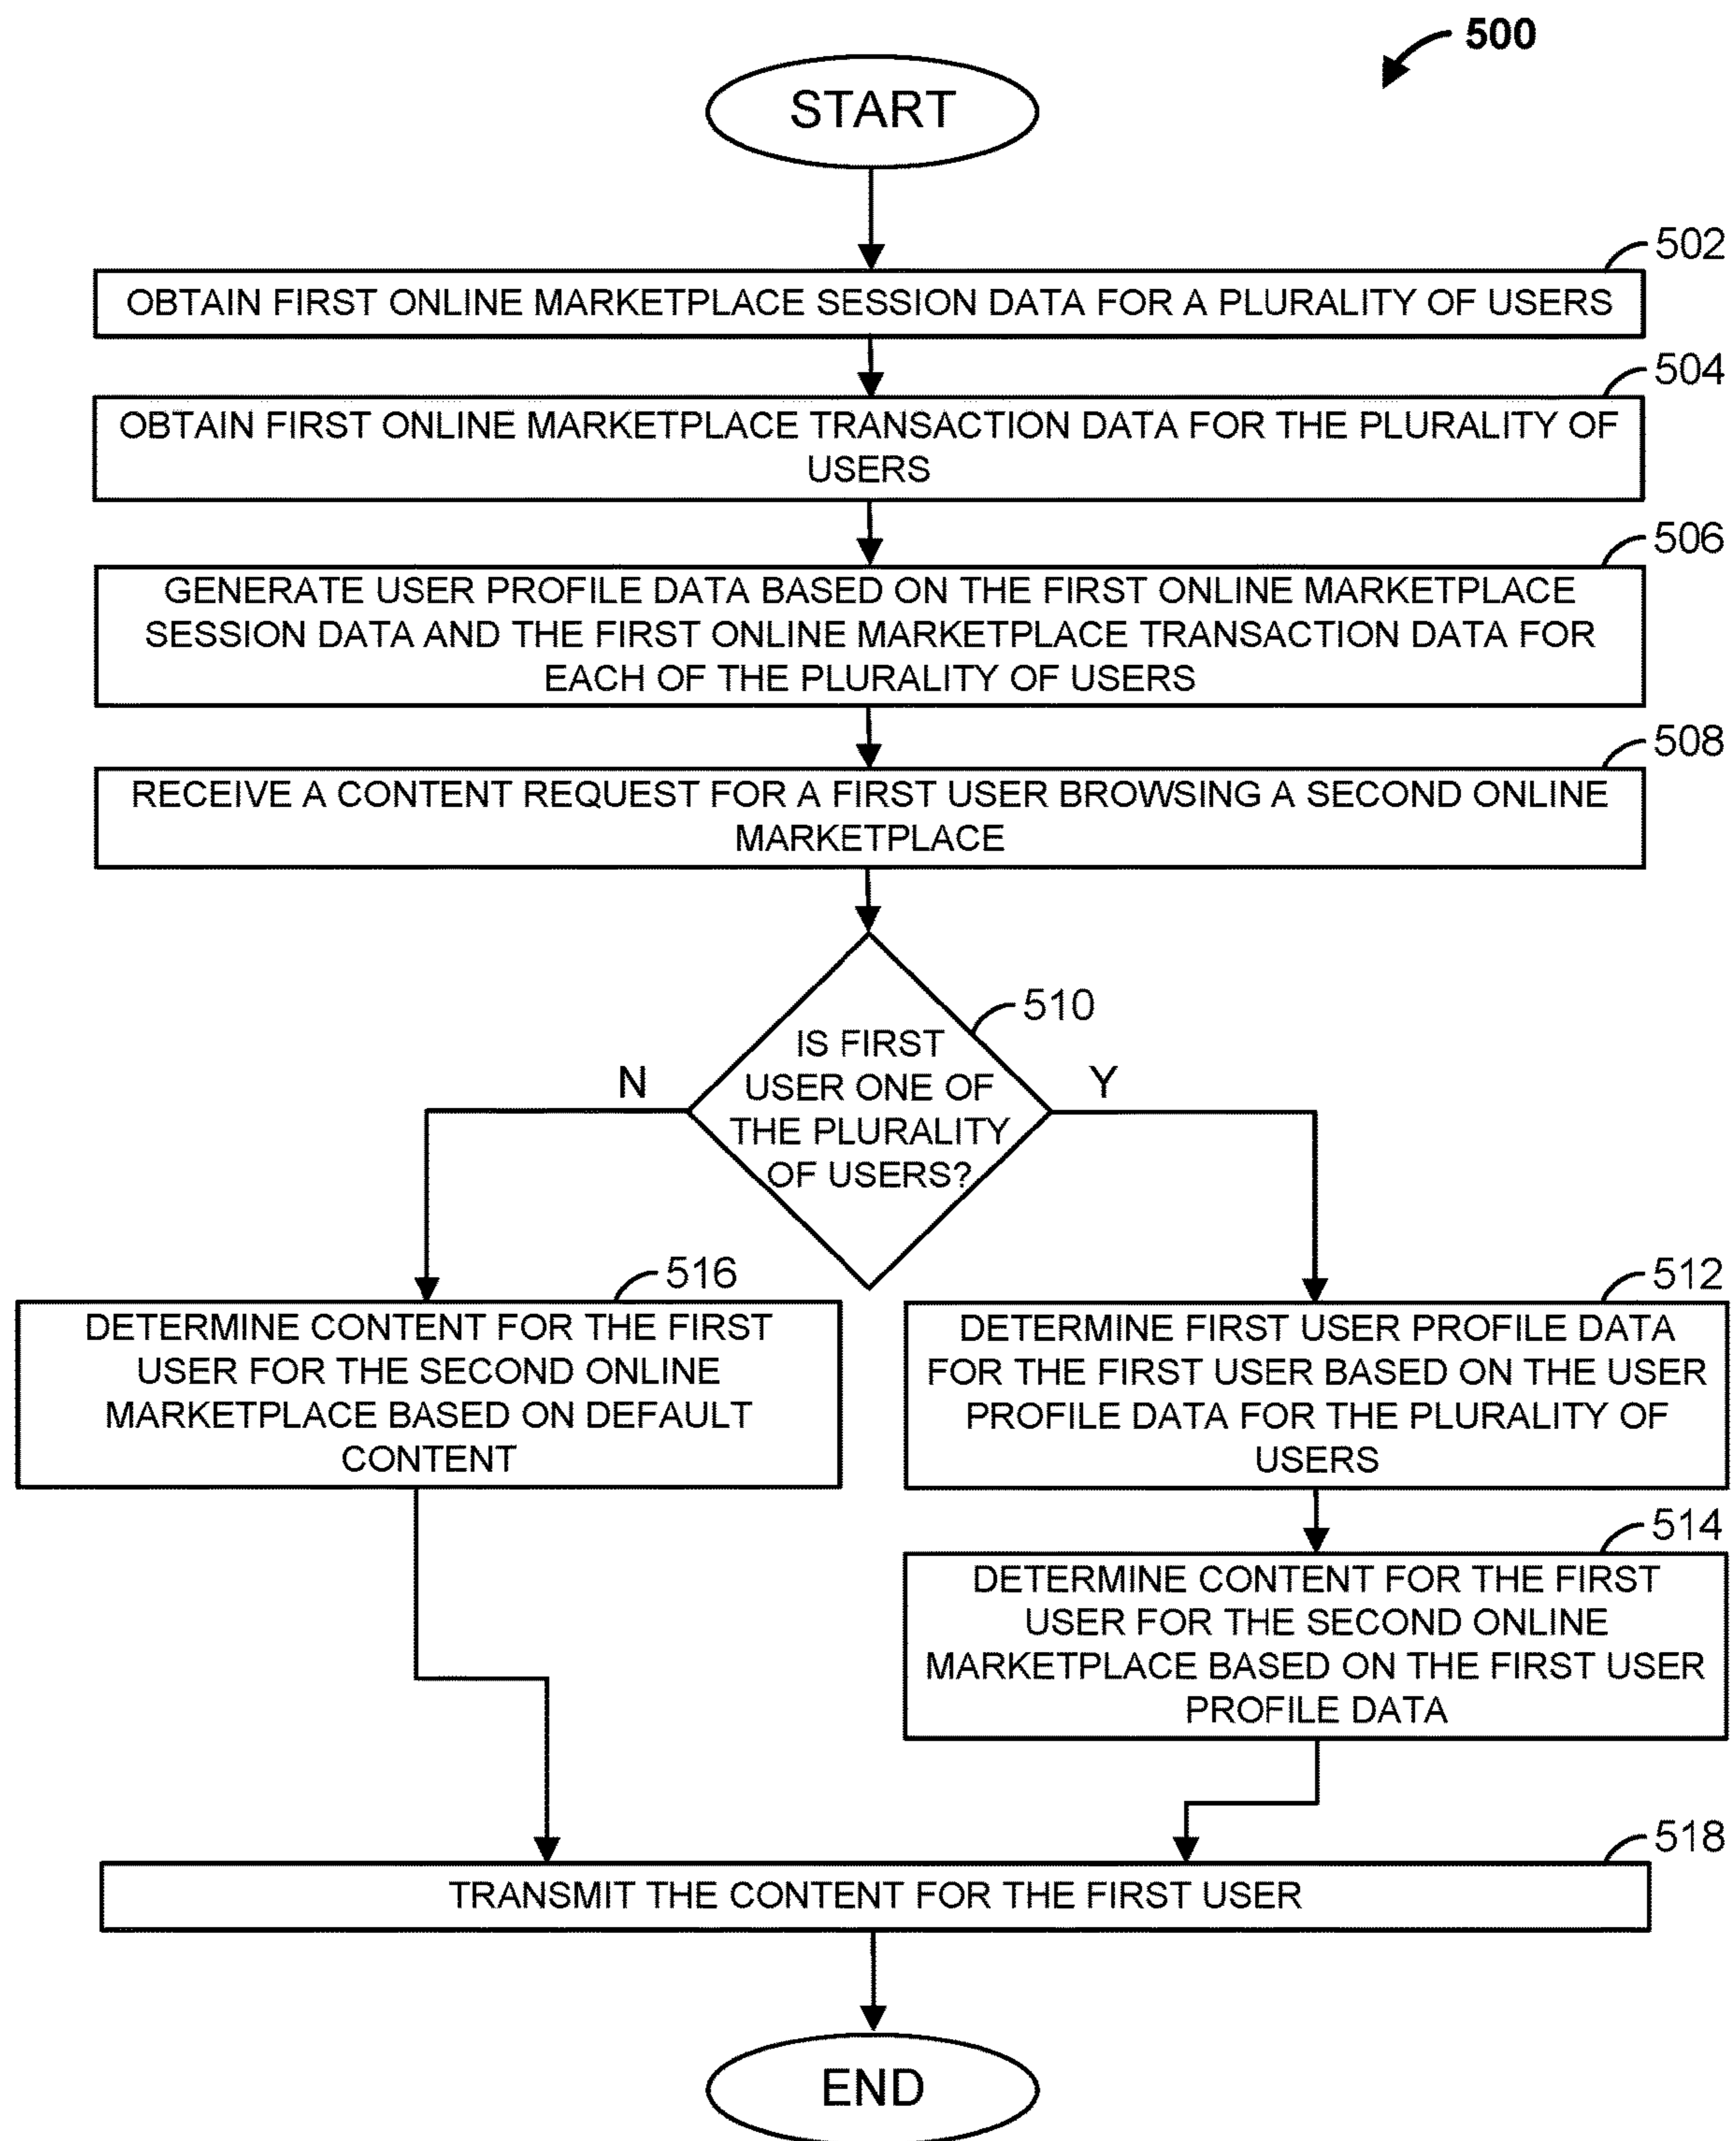 500
START
502
OBTAIN FIRST ONLINE MARKETPLACE SESSION DATA FOR A PLURALITY OF USERS
504
OBTAIN FIRST ONLINE MARKETPLACE TRANSACTION DATA FOR THE PLURALITY OF
USERS
506
GENERATE USER PROFILE DATA BASED ON THE FIRST ONLINE MARKETPLACE
SESSION DATA AND THE FIRST ONLINE MARKETPLACE TRANSACTION DATA FOR
EACH OF THE PLURALITY OF USERS
508
RECEIVE A CONTENT REQUEST FOR A FIRST USER BROWSING A SECOND ONLINE
MARKETPLACE
510
IS FIRST
USER ONE OF
THE PLURALITY
OF USERS?
N
Y
516
DETERMINE CONTENT FOR THE FIRST
USER FOR THE SECOND ONLINE
MARKETPLACE BASED ON DEFAULT
CONTENT
512
DETERMINE FIRST USER PROFILE DATA
FOR THE FIRST USER BASED ON THE USER
PROFILE DATA FOR THE PLURALITY OF
USERS
514
DETERMINE CONTENT FOR THE FIRST
USER FOR THE SECOND ONLINE
MARKETPLACE BASED ON THE FIRST USER
PROFILE DATA
518
TRANSMIT THE CONTENT FOR THE FIRST USER
END